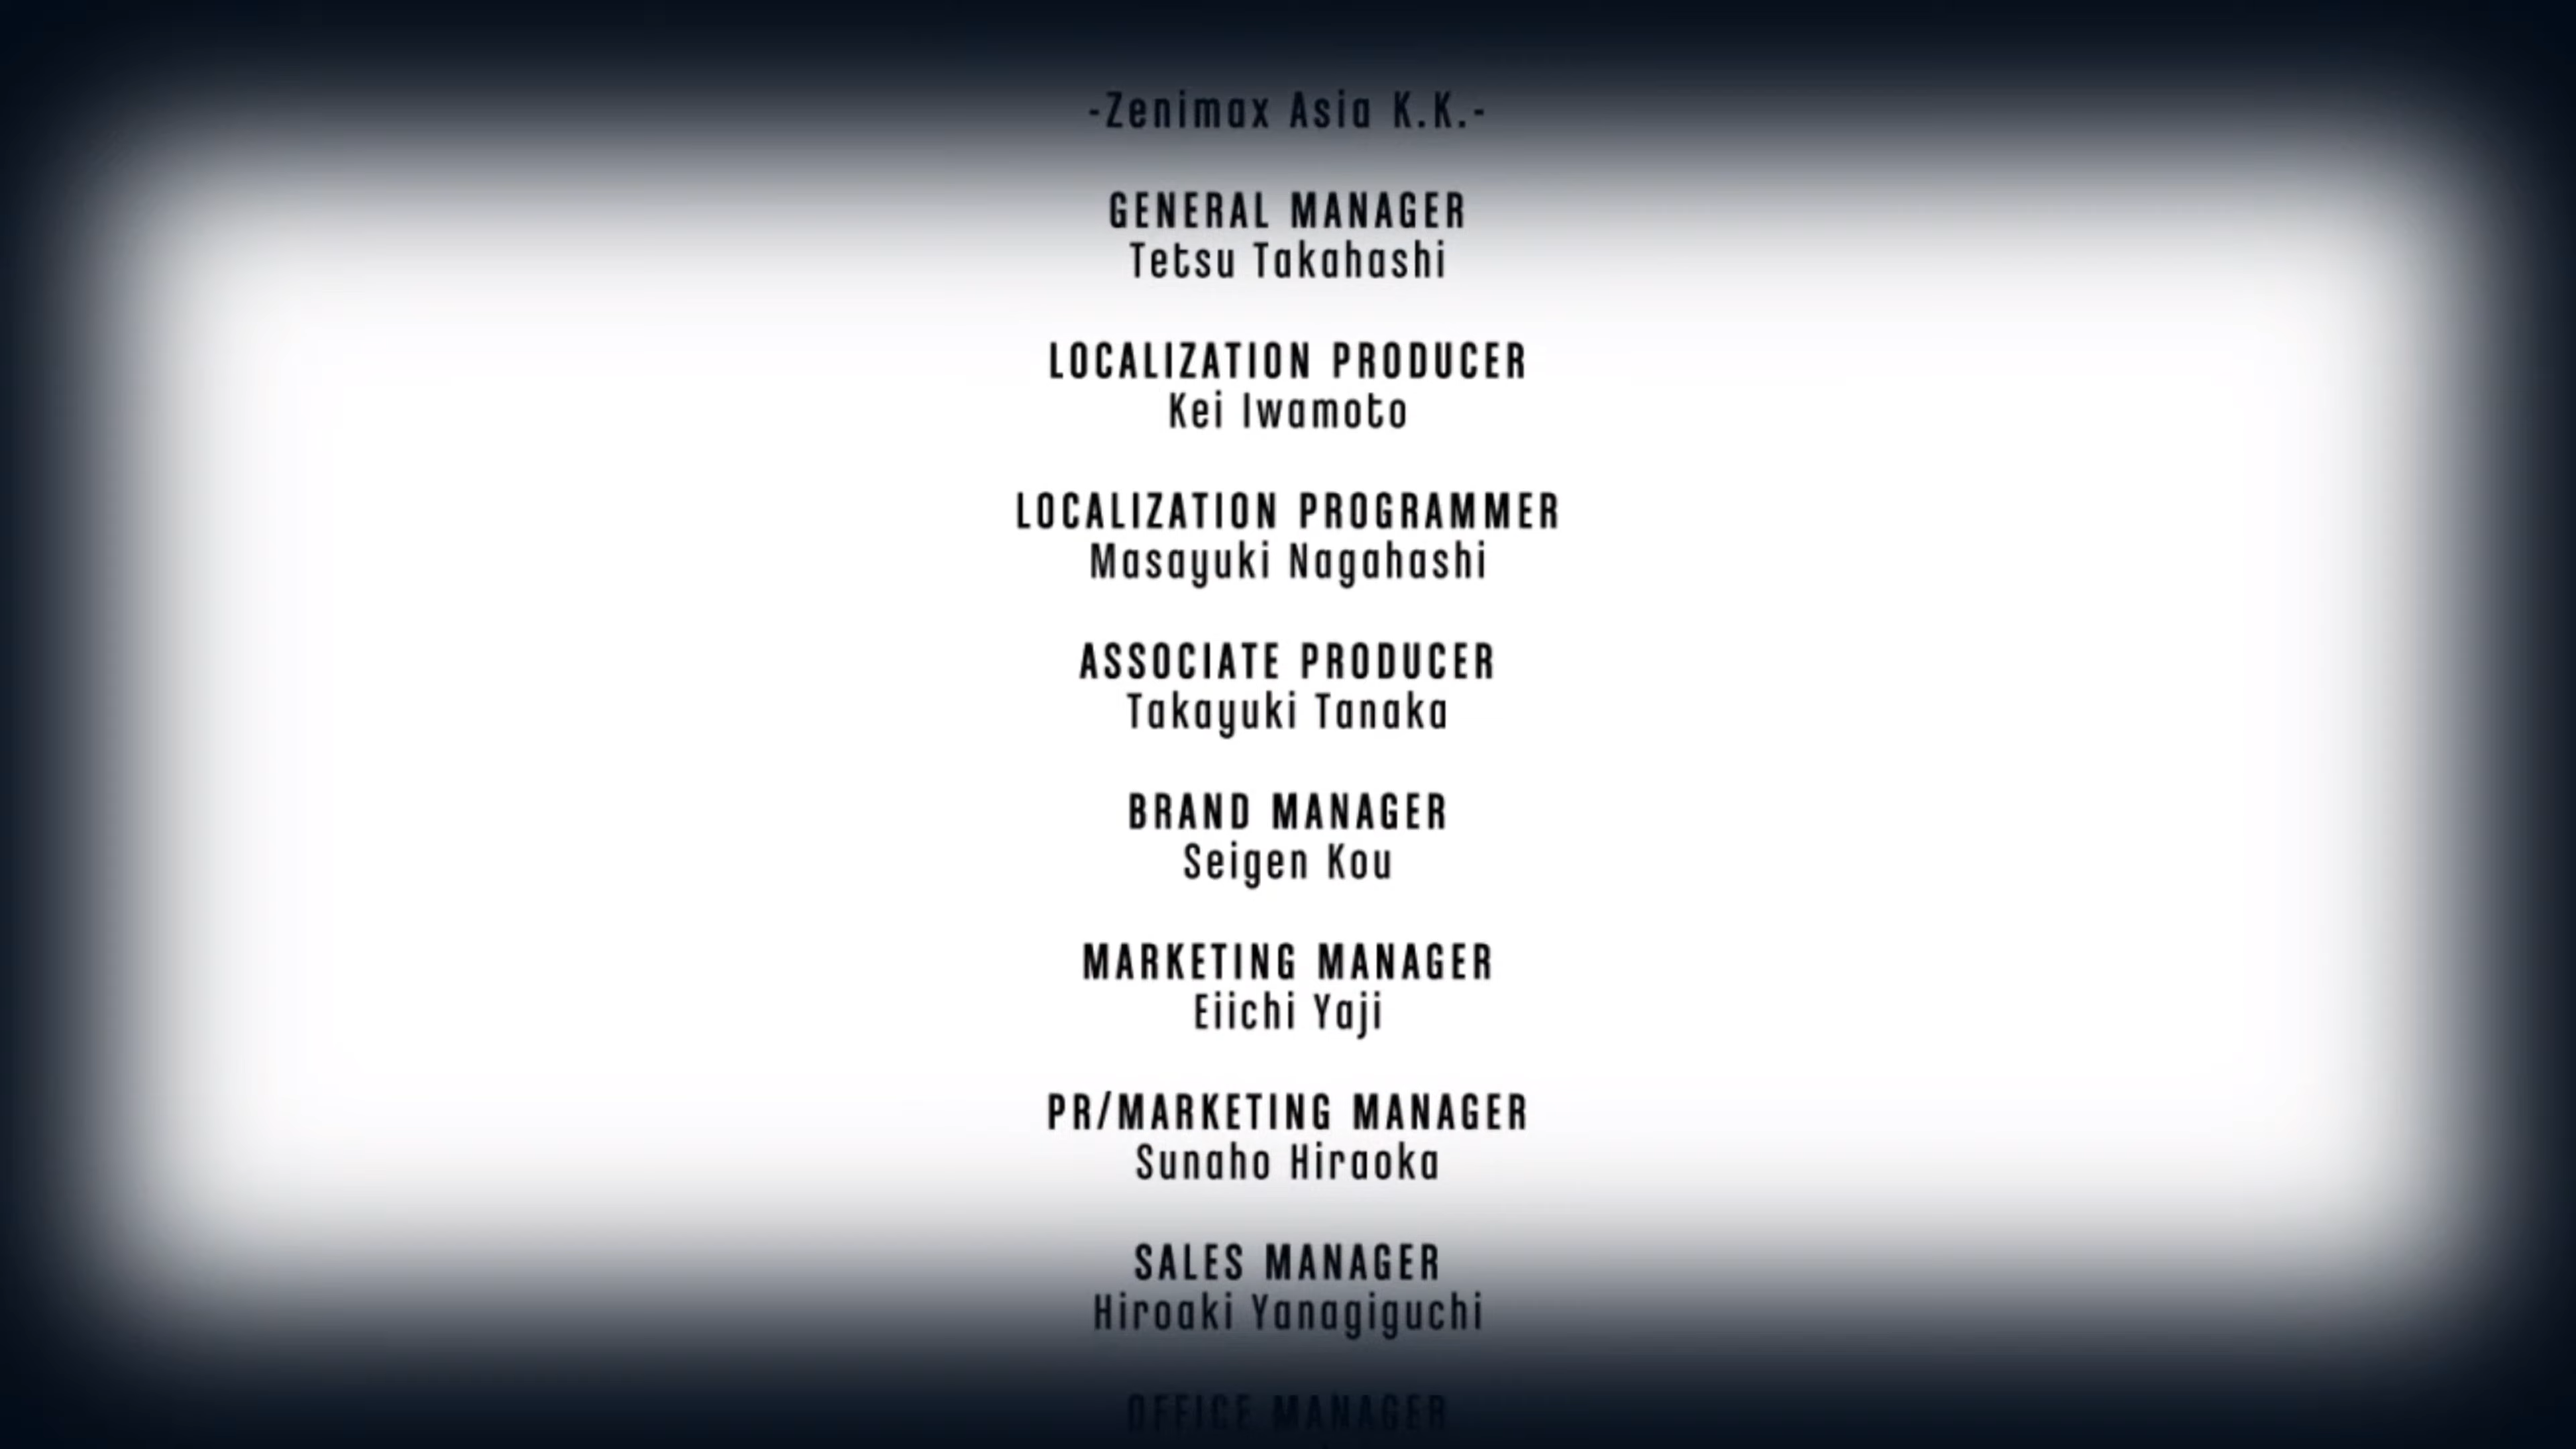 -Zenimax Asia K.K.-
GENERAL MANAGER
Tetsu Takahashi
LOCALIZATION PRODUCER
Kei Iwamoto
LOCALIZATION PROGRAMMER
Masayuki Nagahashi
ASSOCIATE PRODUCER
Takayuki Tanaka
BRAND MANAGER
Seigen Kou
MARKETING MANAGER
Eiichi Yaji
PR/MARKETING MANAGER
Sunaho Hiraoka
SALES MANAGER
Hiroaki Yanagiguchi
OFFICE MANAGER